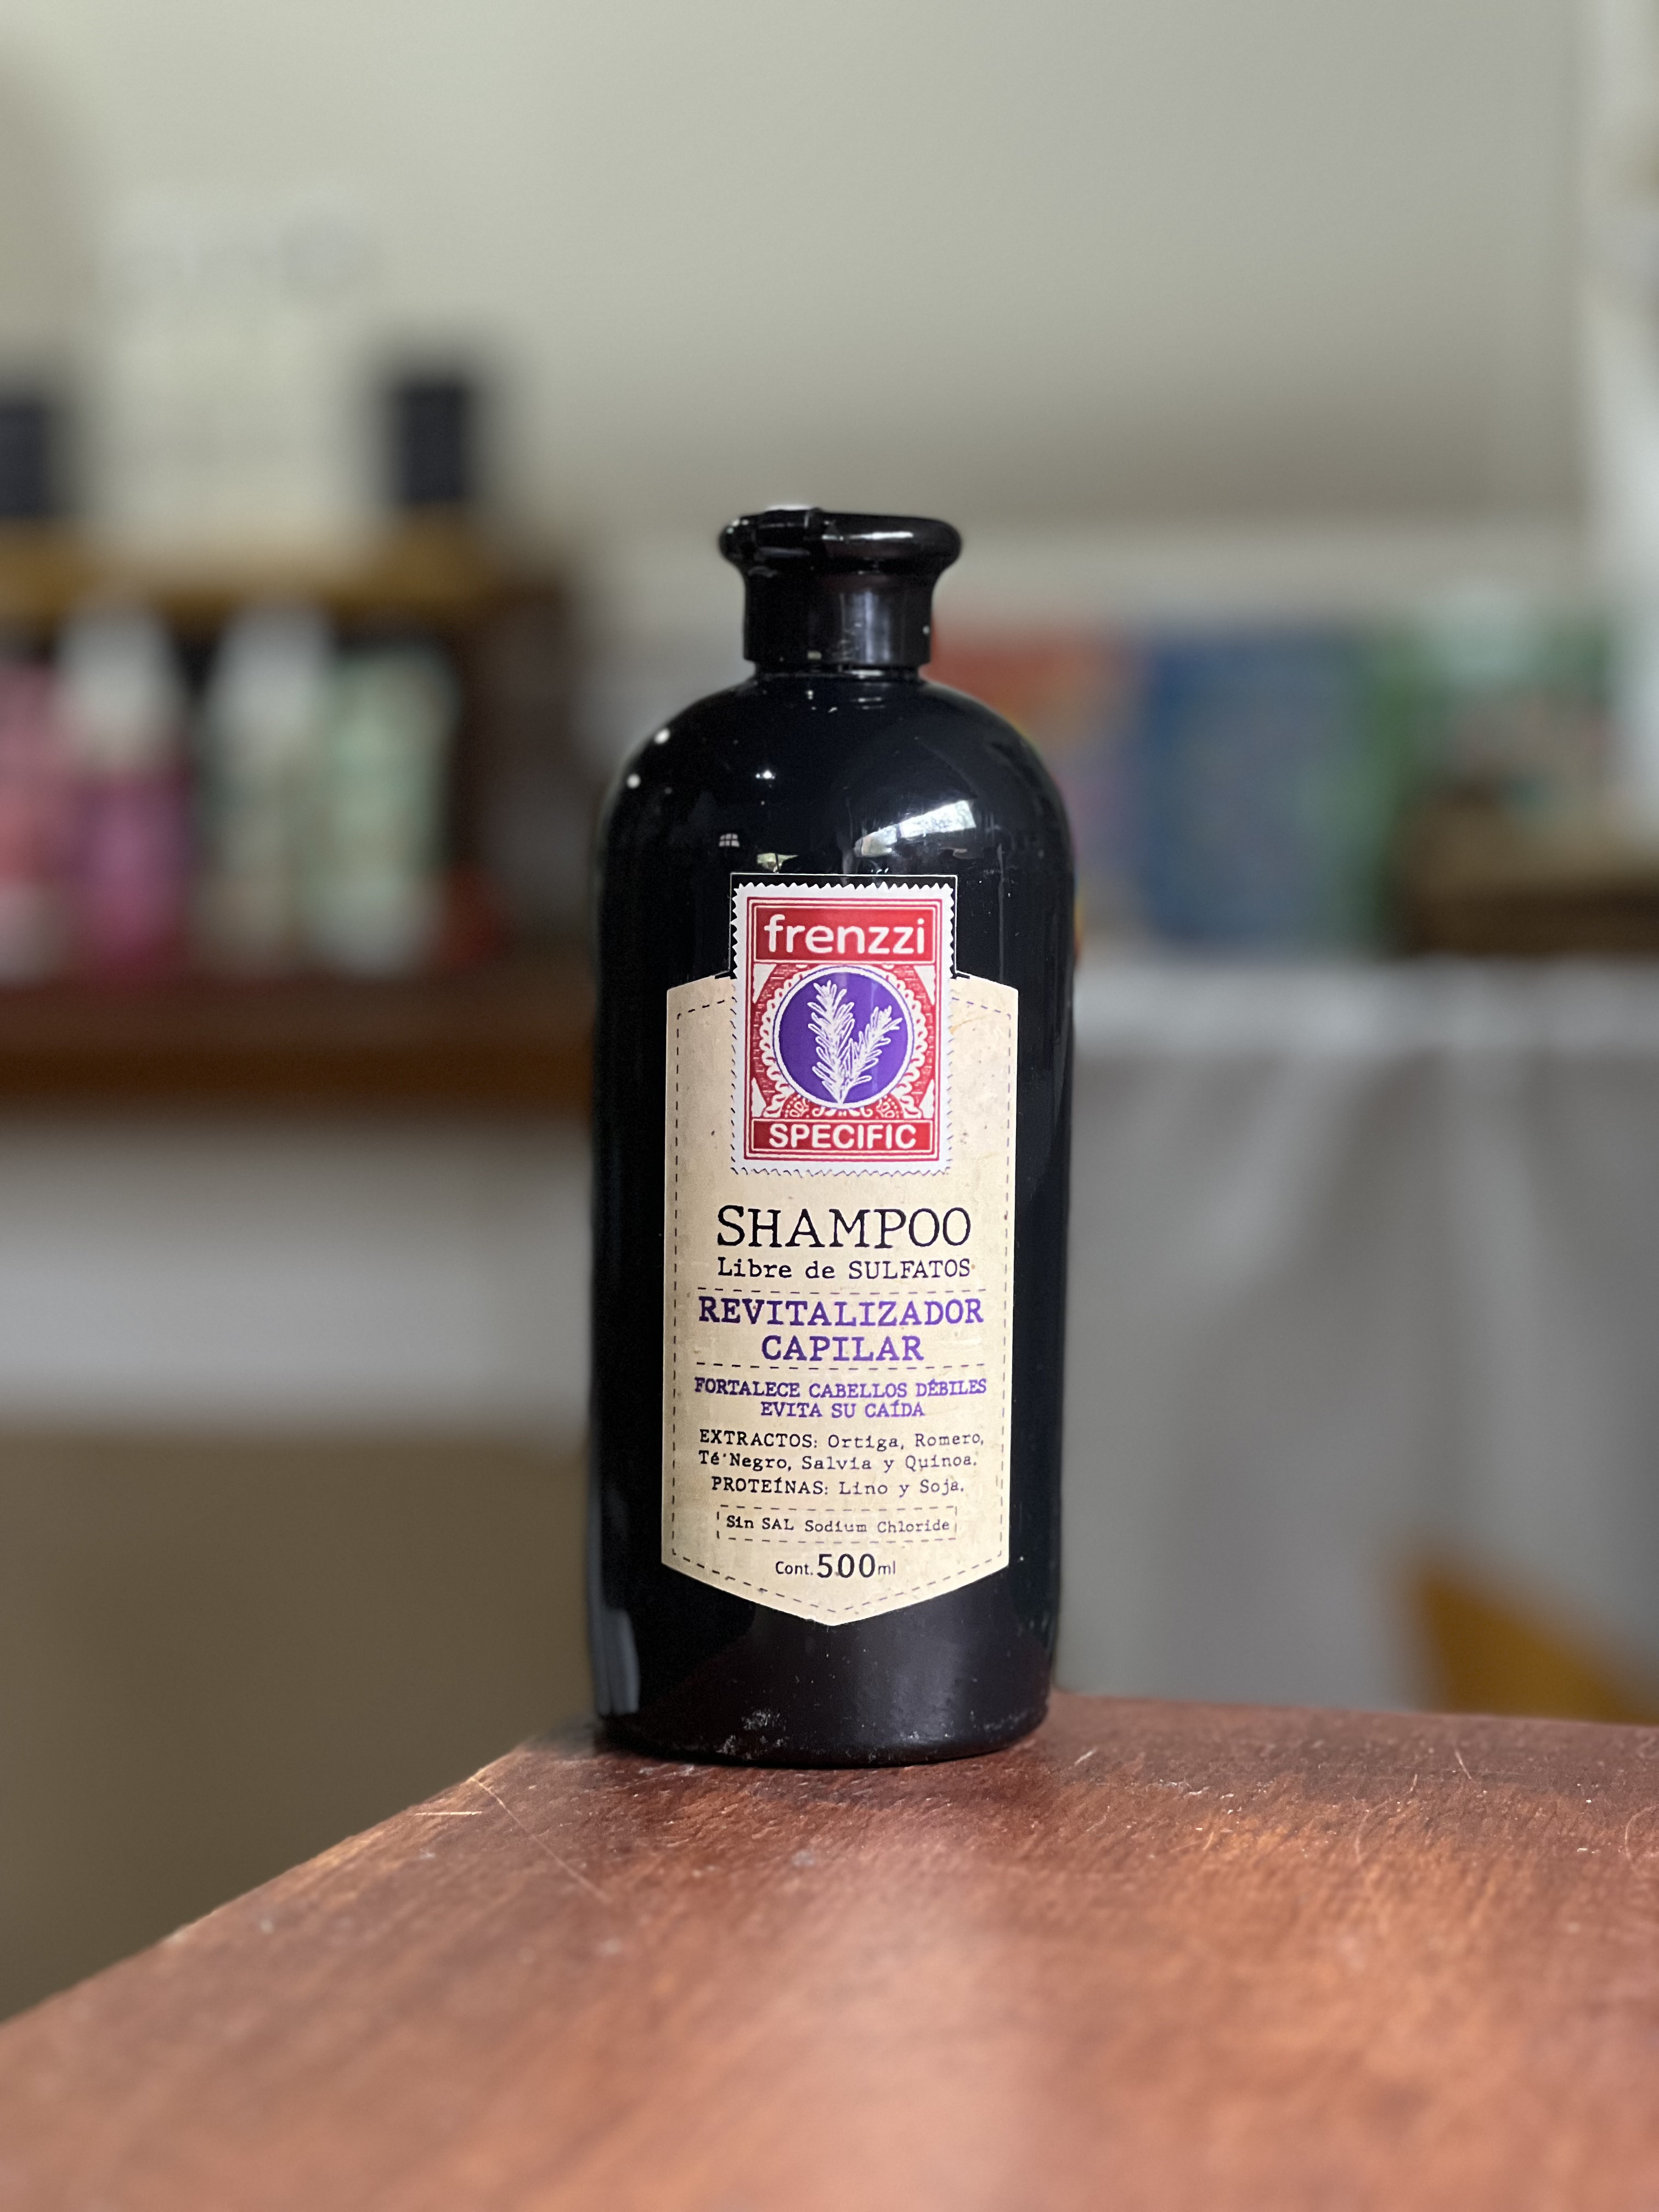 frenzzi
SPECIFIC
SHAMPOO
Libre de SULFATOS
REVITALIZADOR
CAPILAR
FORTALECE CABELLOS DÉBILES
EVITA SU CAÍDA
EXTRACTOS: Ortiga, Romero,
Té Negro, Salvia y Quinoa.
PROTEÍNAS: Lino y Soja.
Sin SAL Sodium Chloride
Cont. 500ml